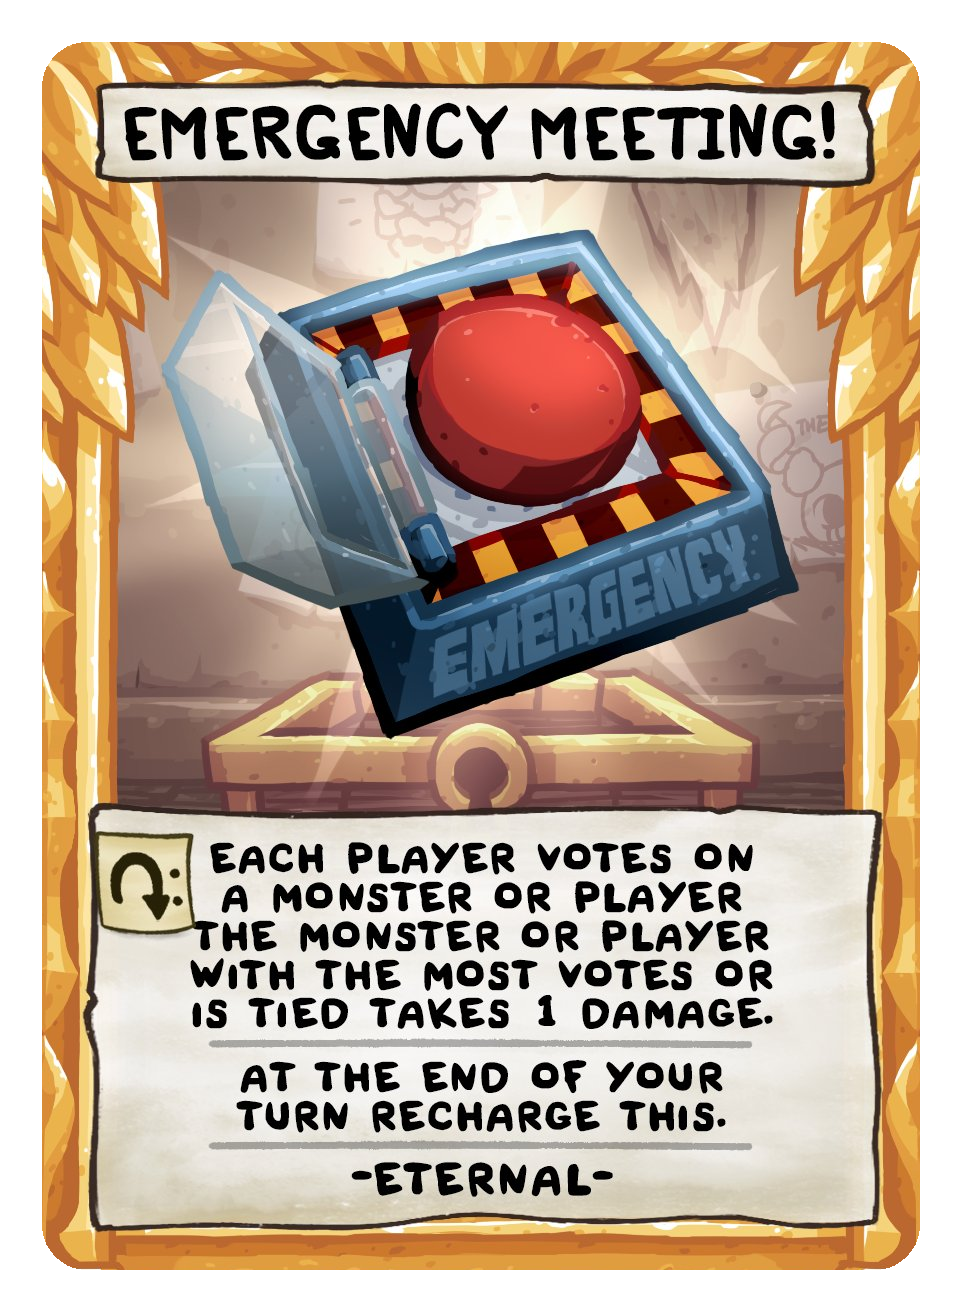 EMERGENCY MEETING!
THE
EMERGENCY
EACH PLAYER VOTES ON
A MONSTER OR PLAYER
THE MONSTER OR PLAYER
WITH THE MOST VOTES OR
IS TIED TAKES 1 DAMAGE.
AT THE END OF YOUR
TURN RECHARGE THIS.
-ETERNAL-